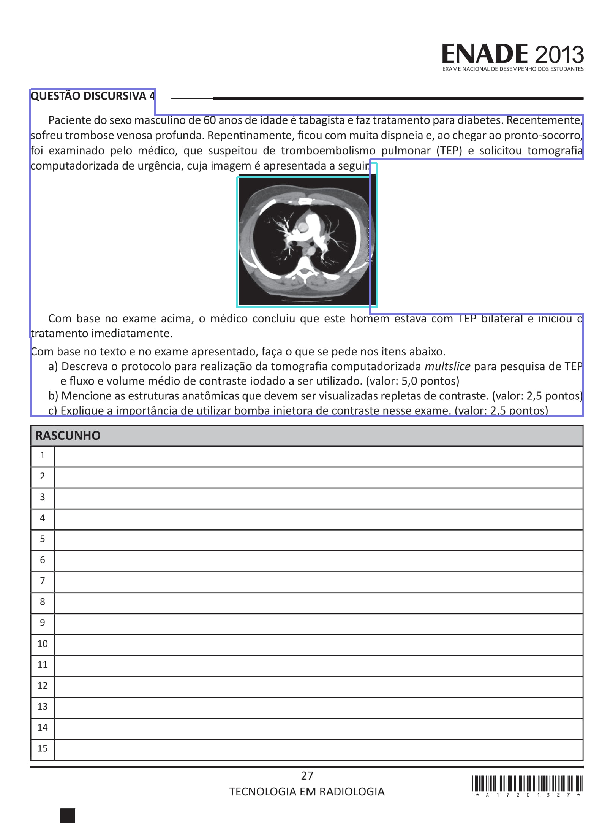 ENADE 2013
EXAME NACIONAL DE DESEMPENHO DOS ESTUDANTES
QUESTÃO DISCURSIVA 4
Paciente do sexo masculino de 60 anos de idade é tabagista e faz tratamento para diabetes. Recentemente,
sofreu trombose venosa profunda. Repentinamente, ficou com muita dispneia e, ao chegar ao pronto-socorro,
foi examinado pelo médico, que suspeitou de tromboembolismo pulmonar (TEP) e solicitou tomografia
computadorizada de urgência, cuja imagem é apresentada a seguir.
Com base no exame acima, o médico concluiu que este homem estava com TEP bilateral e iniciou o
tratamento imediatamente.
Com base no texto e no exame apresentado, faça o que se pede nos itens abaixo.
a) Descreva o protocolo para realização da tomografia computadorizada multslice para pesquisa de TEP
e fluxo e volume médio de contraste iodado a ser utilizado. (valor: 5,0 pontos)
b) Mencione as estruturas anatômicas que devem ser visualizadas repletas de contraste. (valor: 2,5 pontos)
c) Explique a importância de utilizar bomba injetora de contraste nesse exame. (valor: 2,5 pontos)
RASCUNHO
1
2
3
4
5
6
7
8
9
10
11
12
13
14
15
27
TECNOLOGIA EM RADIOLOGIA